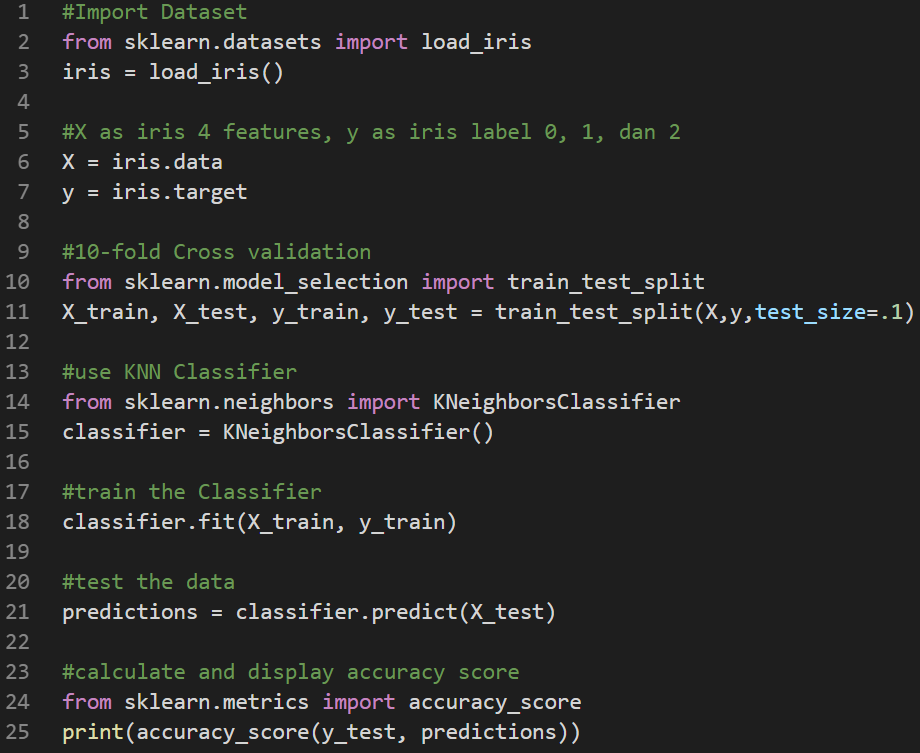 1 #Import Dataset
2 from sklearn.datasets import load_iris
3 iris = load_iris()
4
5 #X as iris 4 features, y as iris label 0, 1, dan 2
6 X = iris.data
7 y = iris.target
8
9 #10-fold Cross validation
10 from sklearn.model_selection import train_test_split
11 X_train, X_test, y_train, y_test = train_test_split(X,y,test_size=.1)
12
13 #use KNN Classifier
14 from sklearn.neighbors import KNeighborsClassifier
15 classifier = KNeighborsClassifier()
16
17 #train the Classifier
18 classifier.fit(X_train, y_train)
19
20 #test the data
21 predictions = classifier.predict(X_test)
22
23 #calculate and display accuracy score
24 from sklearn.metrics import accuracy_score
25 print(accuracy_score(y_test, predictions))